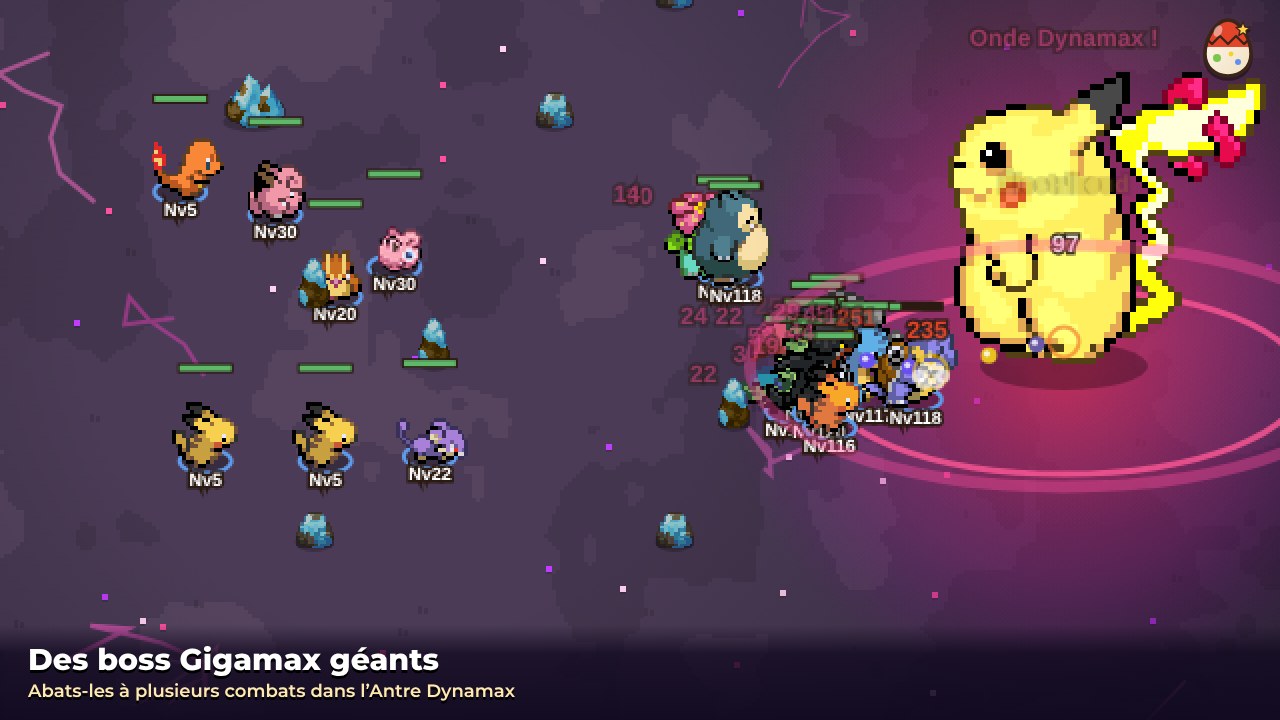 Onde Dynamax !
140
97
Nv5
Nv30
Nv30
Nv20
Nv118
24 22
251
235
22
Nv118
Nv116
Nv5
Nv5
Nv22
Des boss Gigamax géants
Abats-les à plusieurs combats dans l’Antre Dynamax